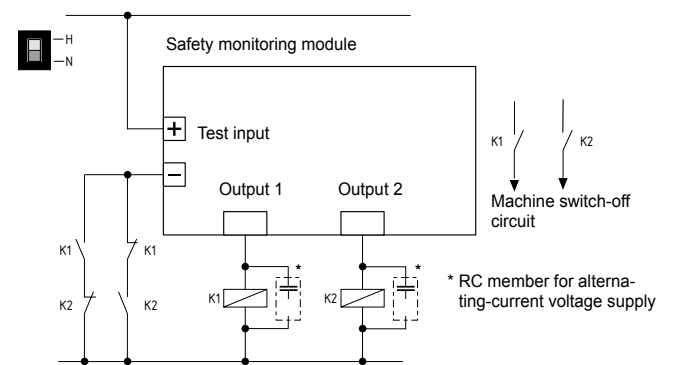 H
N
Safety monitoring module
+
Test input
−
Output 1
Output 2
K1
K2
Machine switch-off
circuit
K1
K1
K2
K2
K1
*
K2
*
* RC member for alterna-
ting-current voltage supply